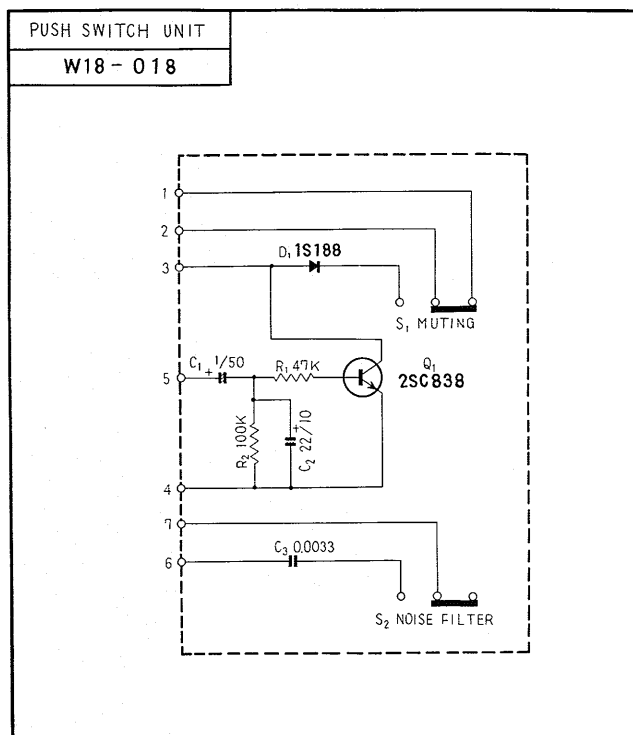 PUSH SWITCH UNIT
W18-018
1
2
3
D₁ 1S188
S₁ MUTING
5
C₁ + 1/50
R₁ 47K
Q₁
2SC838
R₂ 100K
C₂ 22/10
+
4
7
6
C₃ 0.0033
S₂ NOISE FILTER